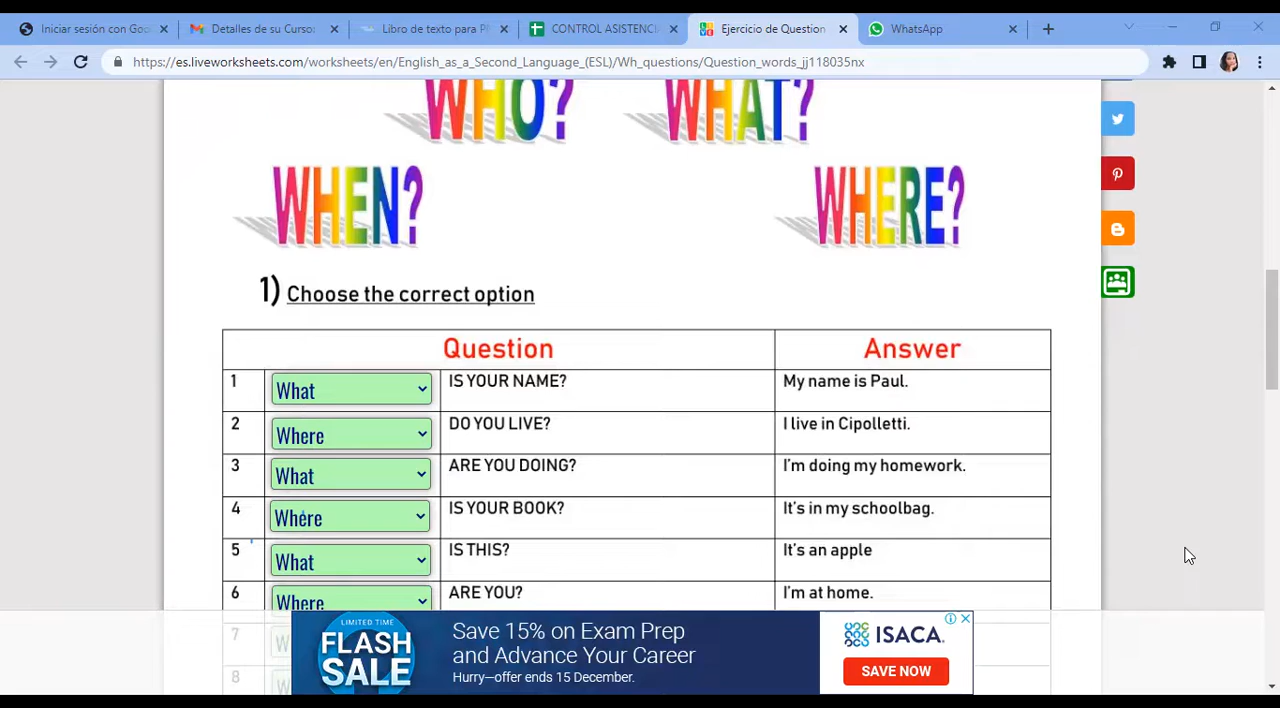 Iniciar sesión con Goo
Detalles de su Curso:
Libro de texto para P
CONTROL ASISTENCI
Ejercicio de Question
WhatsApp
https://es.liveworksheets.com/worksheets/en/English_as_a_Second_Language_(ESL)/Wh_questions/Question_words_jj118035nx
WHO? WHAT?
WHEN? WHERE?
1) Choose the correct option
Question Answer
1 What IS YOUR NAME? My name is Paul.
2 Where DO YOU LIVE? I live in Cipolletti.
3 What ARE YOU DOING? I'm doing my homework.
4 Where IS YOUR BOOK? It's in my schoolbag.
5 What IS THIS? It's an apple
6 Where ARE YOU? I'm at home.
7
8
LIMITED TIME
FLASH
SALE
Save 15% on Exam Prep
and Advance Your Career
Hurry—offer ends 15 December.
ISACA.
SAVE NOW